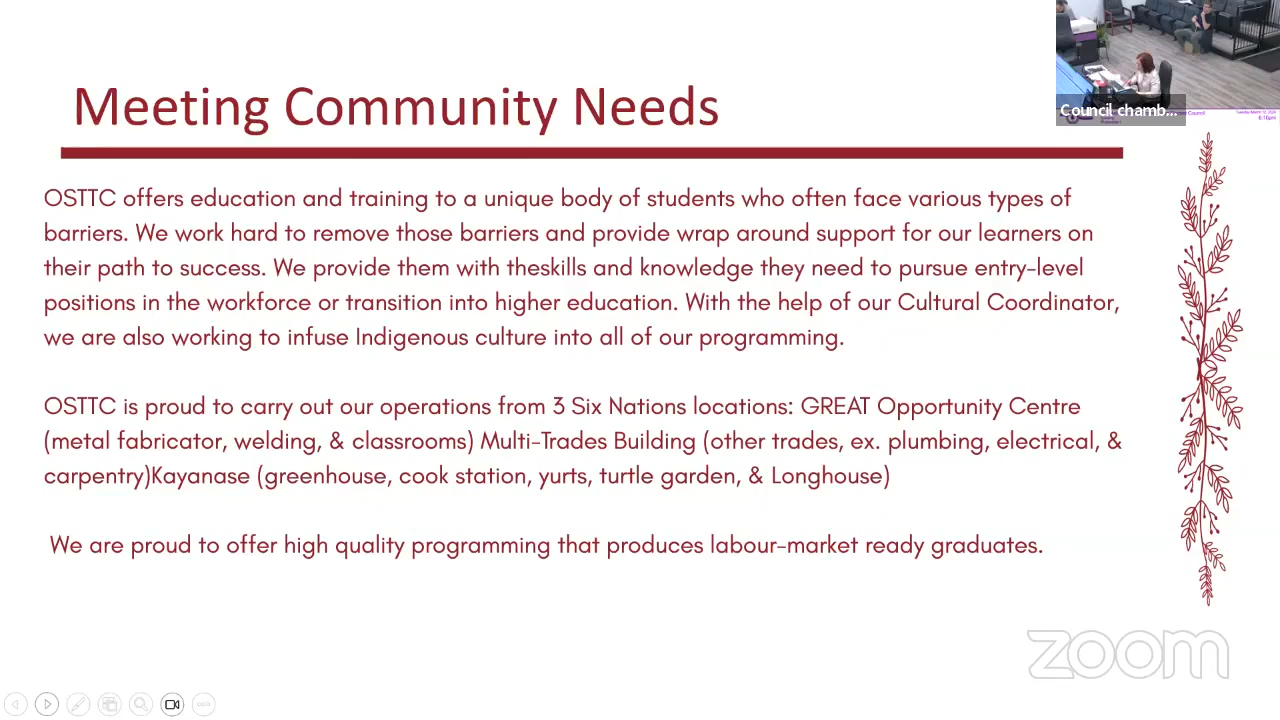 Meeting Community Needs
Council chamb...
Tuesday March 12, 2024
6:10pm
OSTTC offers education and training to a unique body of students who often face various types of
barriers. We work hard to remove those barriers and provide wrap around support for our learners on
their path to success. We provide them with theskills and knowledge they need to pursue entry-level
positions in the workforce or transition into higher education. With the help of our Cultural Coordinator,
we are also working to infuse Indigenous culture into all of our programming.
OSTTC is proud to carry out our operations from 3 Six Nations locations: GREAT Opportunity Centre
(metal fabricator, welding, & classrooms) Multi-Trades Building (other trades, ex. plumbing, electrical, &
carpentry)Kayanase (greenhouse, cook station, yurts, turtle garden, & Longhouse)
We are proud to offer high quality programming that produces labour-market ready graduates.
zoom